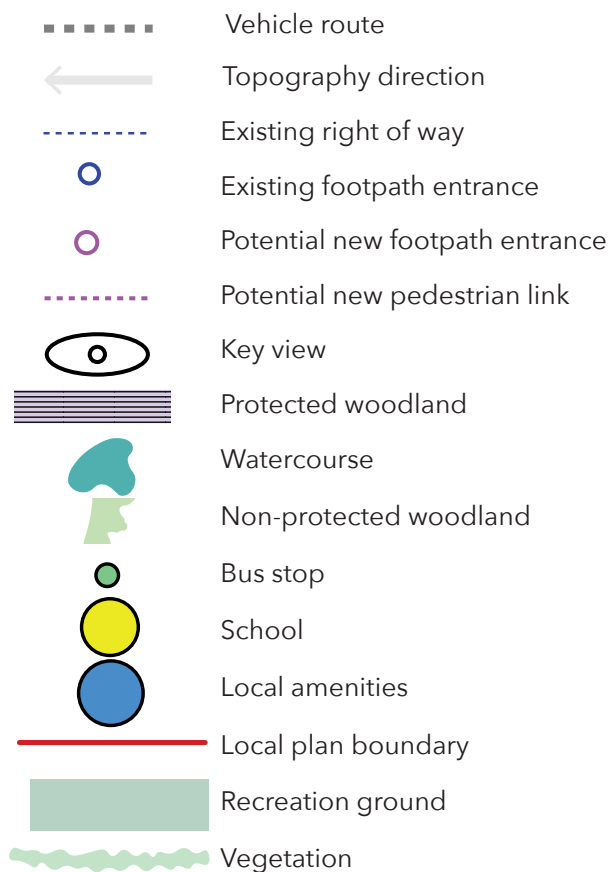 Vehicle route
Topography direction
Existing right of way
Existing footpath entrance
Potential new footpath entrance
Potential new pedestrian link
Key view
Protected woodland
Watercourse
Non-protected woodland
Bus stop
School
Local amenities
Local plan boundary
Recreation ground
Vegetation